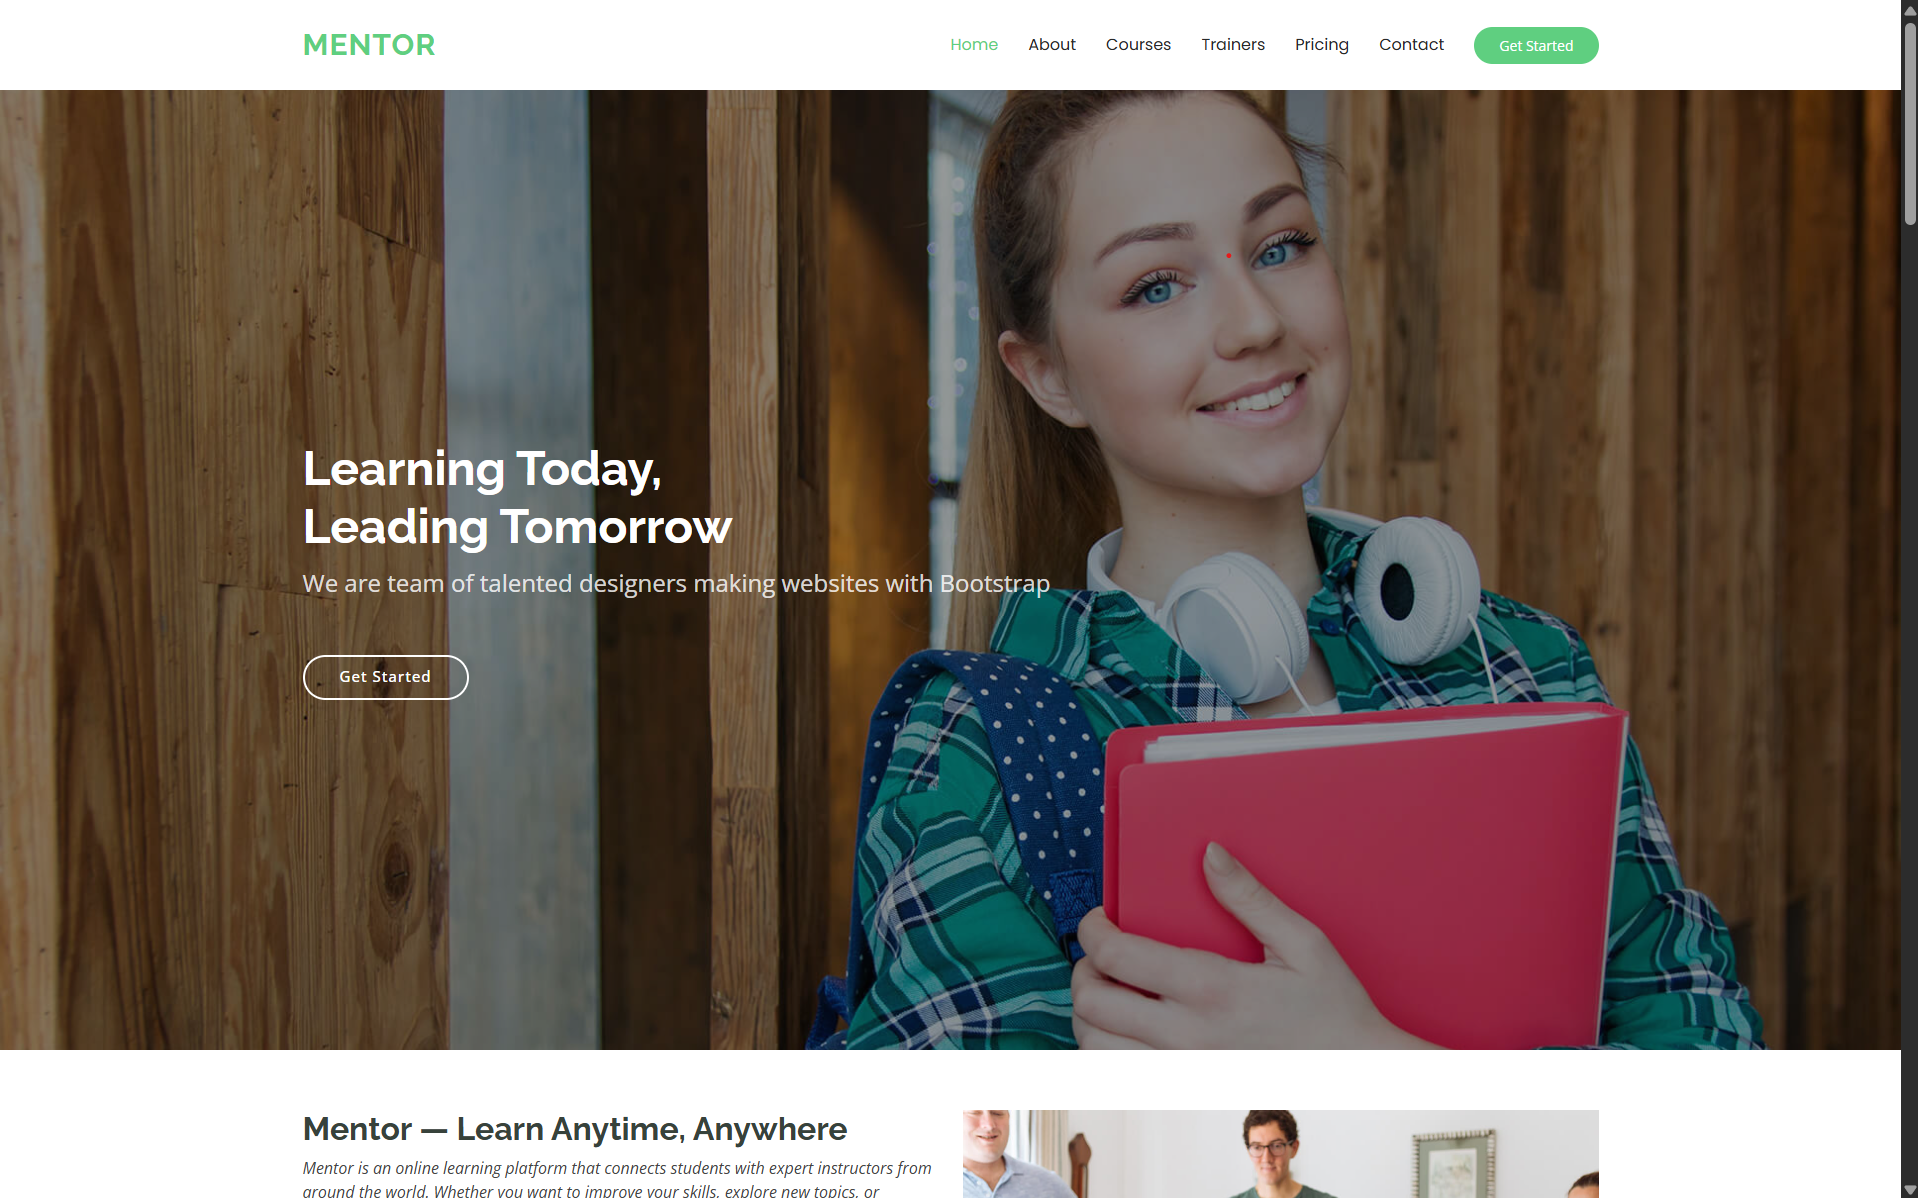 MENTOR
Home
About
Courses
Trainers
Pricing
Contact
Get Started
Learning Today,
Leading Tomorrow
We are team of talented designers making websites with Bootstrap
Get Started
Mentor — Learn Anytime, Anywhere
Mentor is an online learning platform that connects students with expert instructors from
around the world. Whether you want to improve your skills, explore new topics, or